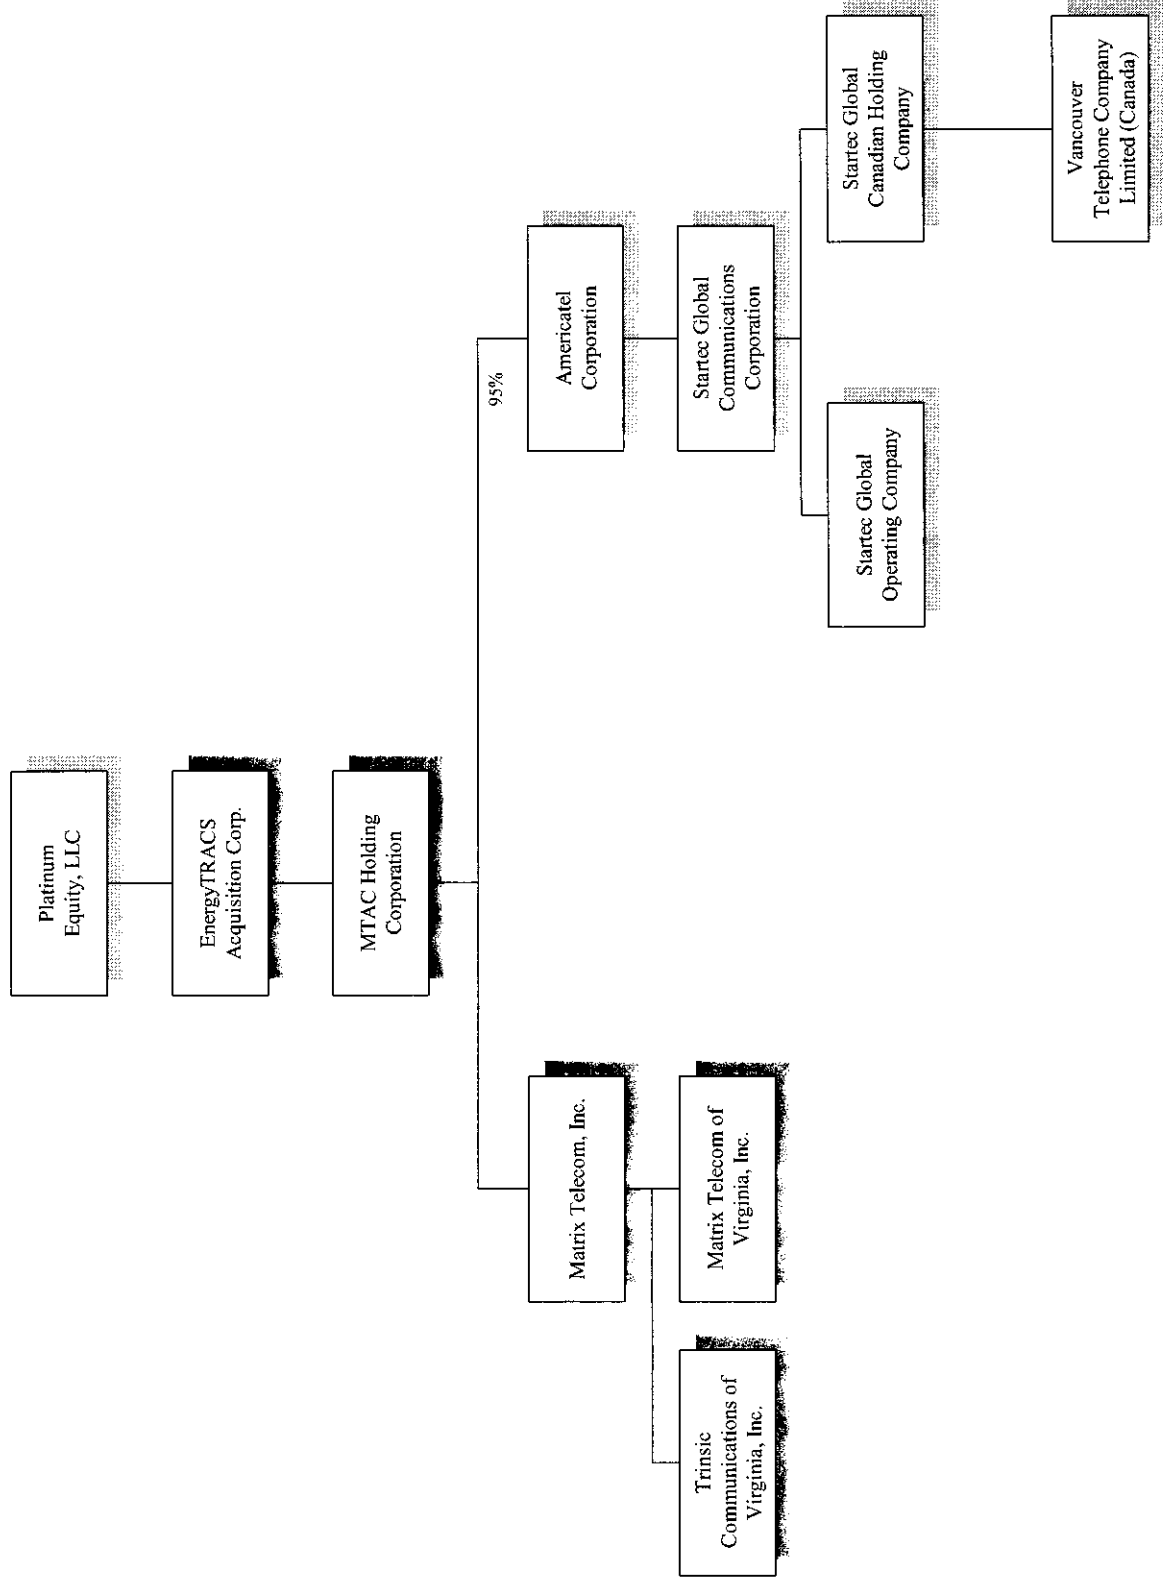 Platinum
Equity, LLC
EnergyTRACS
Acquisition Corp.
MTAC Holding
Corporation
95%
Matrix Telecom, Inc.
Americatel
Corporation
Trinsic
Communications of
Virginia, Inc.
Matrix Telecom of
Virginia, Inc.
Startec Global
Communications
Corporation
Startec Global
Operating Company
Startec Global
Canadian Holding
Company
Vancouver
Telephone Company
Limited (Canada)